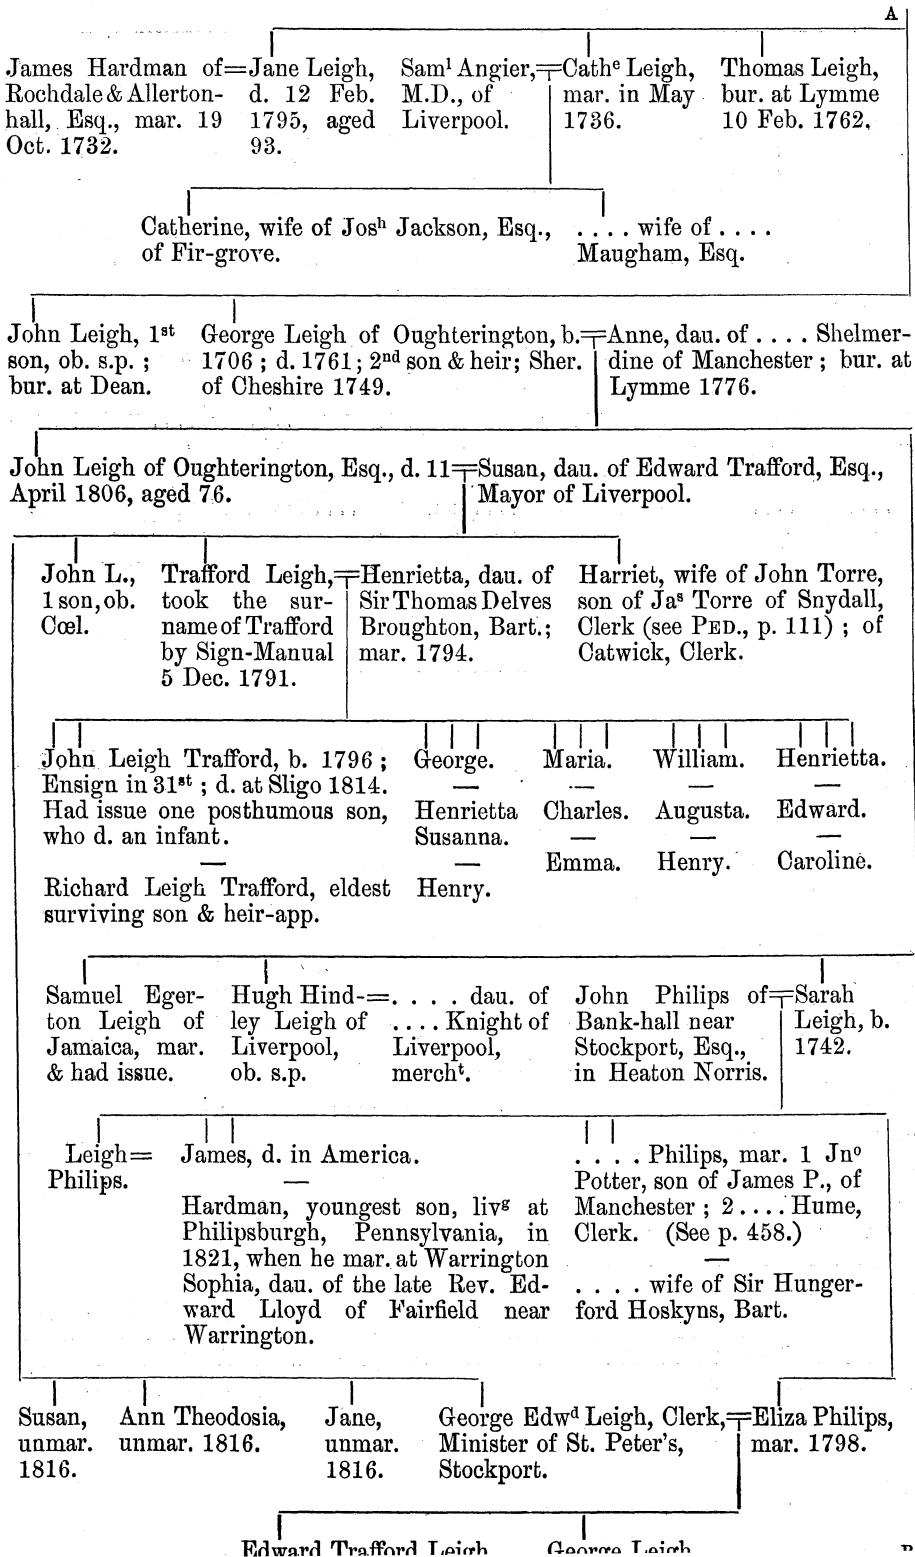 A
James Hardman of=Jane Leigh,
Rochdale & Allerton-
hall, Esq., mar. 19
Oct. 1732.
d. 12 Feb.
1795, aged
93.
Saml Angier,=Cathe Leigh,
M.D., of
Liverpool.
mar. in May
1736.
Thomas Leigh,
bur. at Lymme
10 Feb. 1762.
Catherine, wife of Josh Jackson, Esq.,
of Fir-grove.
. . . . wife of . . . .
Maugham, Esq.
John Leigh, 1st
son, ob. s.p. ;
bur. at Dean.
George Leigh of Oughterington, b.=Anne, dau. of . . . . Shelmer-
1706 ; d. 1761 ; 2nd son & heir; Sher.
of Cheshire 1749.
dine of Manchester ; bur. at
Lymme 1776.
John Leigh of Oughterington, Esq., d. 11=Susan, dau. of Edward Trafford, Esq.,
April 1806, aged 76.
Mayor of Liverpool.
John L.,
1 son, ob.
Cœl.
Trafford Leigh,=Henrietta, dau. of
took the sur-
name of Trafford
by Sign-Manual
5 Dec. 1791.
Sir Thomas Delves
Broughton, Bart.;
mar. 1794.
Harriet, wife of John Torre,
son of Jas Torre of Snydall,
Clerk (see PED., p. 111) ; of
Catwick, Clerk.
John Leigh Trafford, b. 1796 ;
Ensign in 31st ; d. at Sligo 1814.
Had issue one posthumous son,
who d. an infant.
—
Richard Leigh Trafford, eldest
surviving son & heir-app.
George.
—
Henrietta
Susanna.
—
Henry.
Maria.
—
Charles.
—
Emma.
William.
—
Augusta.
—
Henry.
Henrietta.
—
Edward.
—
Caroline.
Samuel Eger-
ton Leigh of
Jamaica, mar.
& had issue.
Hugh Hind-=. . . . dau. of
ley Leigh of
Liverpool,
ob. s.p.
. . . . Knight of
Liverpool,
mercht.
John Philips of=Sarah
Bank-hall near
Stockport, Esq.,
in Heaton Norris.
Leigh, b.
1742.
Leigh=
Philips.
James, d. in America.
—
Hardman, youngest son, livg at
Philipsburgh, Pennsylvania, in
1821, when he mar. at Warrington
Sophia, dau. of the late Rev. Ed-
ward Lloyd of Fairfield near
Warrington.
. . . . Philips, mar. 1 Jno
Potter, son of James P., of
Manchester ; 2 . . . . Hume,
Clerk. (See p. 458.)
—
. . . . wife of Sir Hunger-
ford Hoskyns, Bart.
Susan,
unmar.
1816.
Ann Theodosia,
unmar. 1816.
Jane,
unmar.
1816.
George Edwd Leigh, Clerk,=Eliza Philips,
Minister of St. Peter's,
Stockport.
mar. 1798.
Edward Trafford Leigh
George Leigh